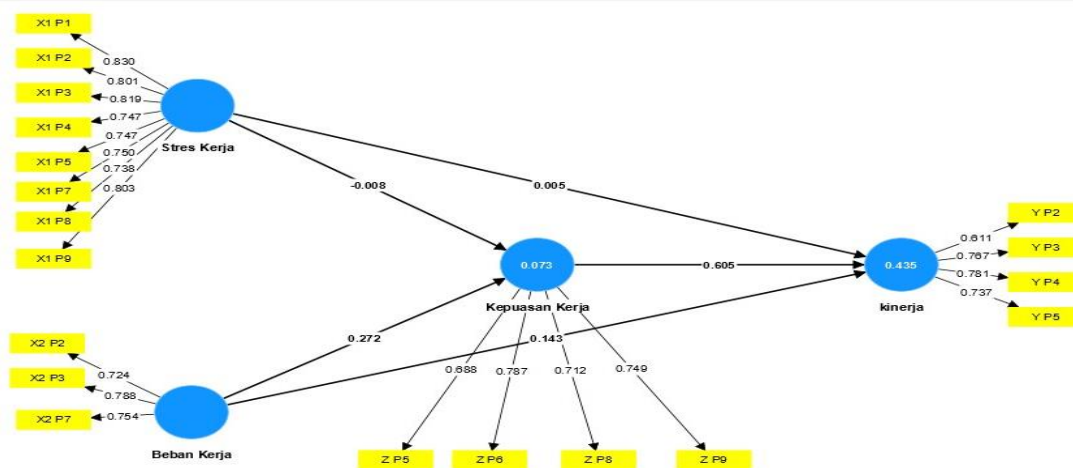 X1 P1
X1 P2
X1 P3
X1 P4
X1 P5
X1 P7
X1 P8
X1 P9
0.830
0.801
0.819
0.747
0.747
0.750
0.738
0.803
Stres Kerja
-0.008
0.005
0.073
Kepuasan Kerja
0.605
0.435
kinerja
0.611
0.767
0.781
0.737
Y P2
Y P3
Y P4
Y P5
0.272
0.143
X2 P2
X2 P3
X2 P7
0.724
0.788
0.754
Beban Kerja
0.688
0.787
0.712
0.749
Z P5
Z P6
Z P8
Z P9